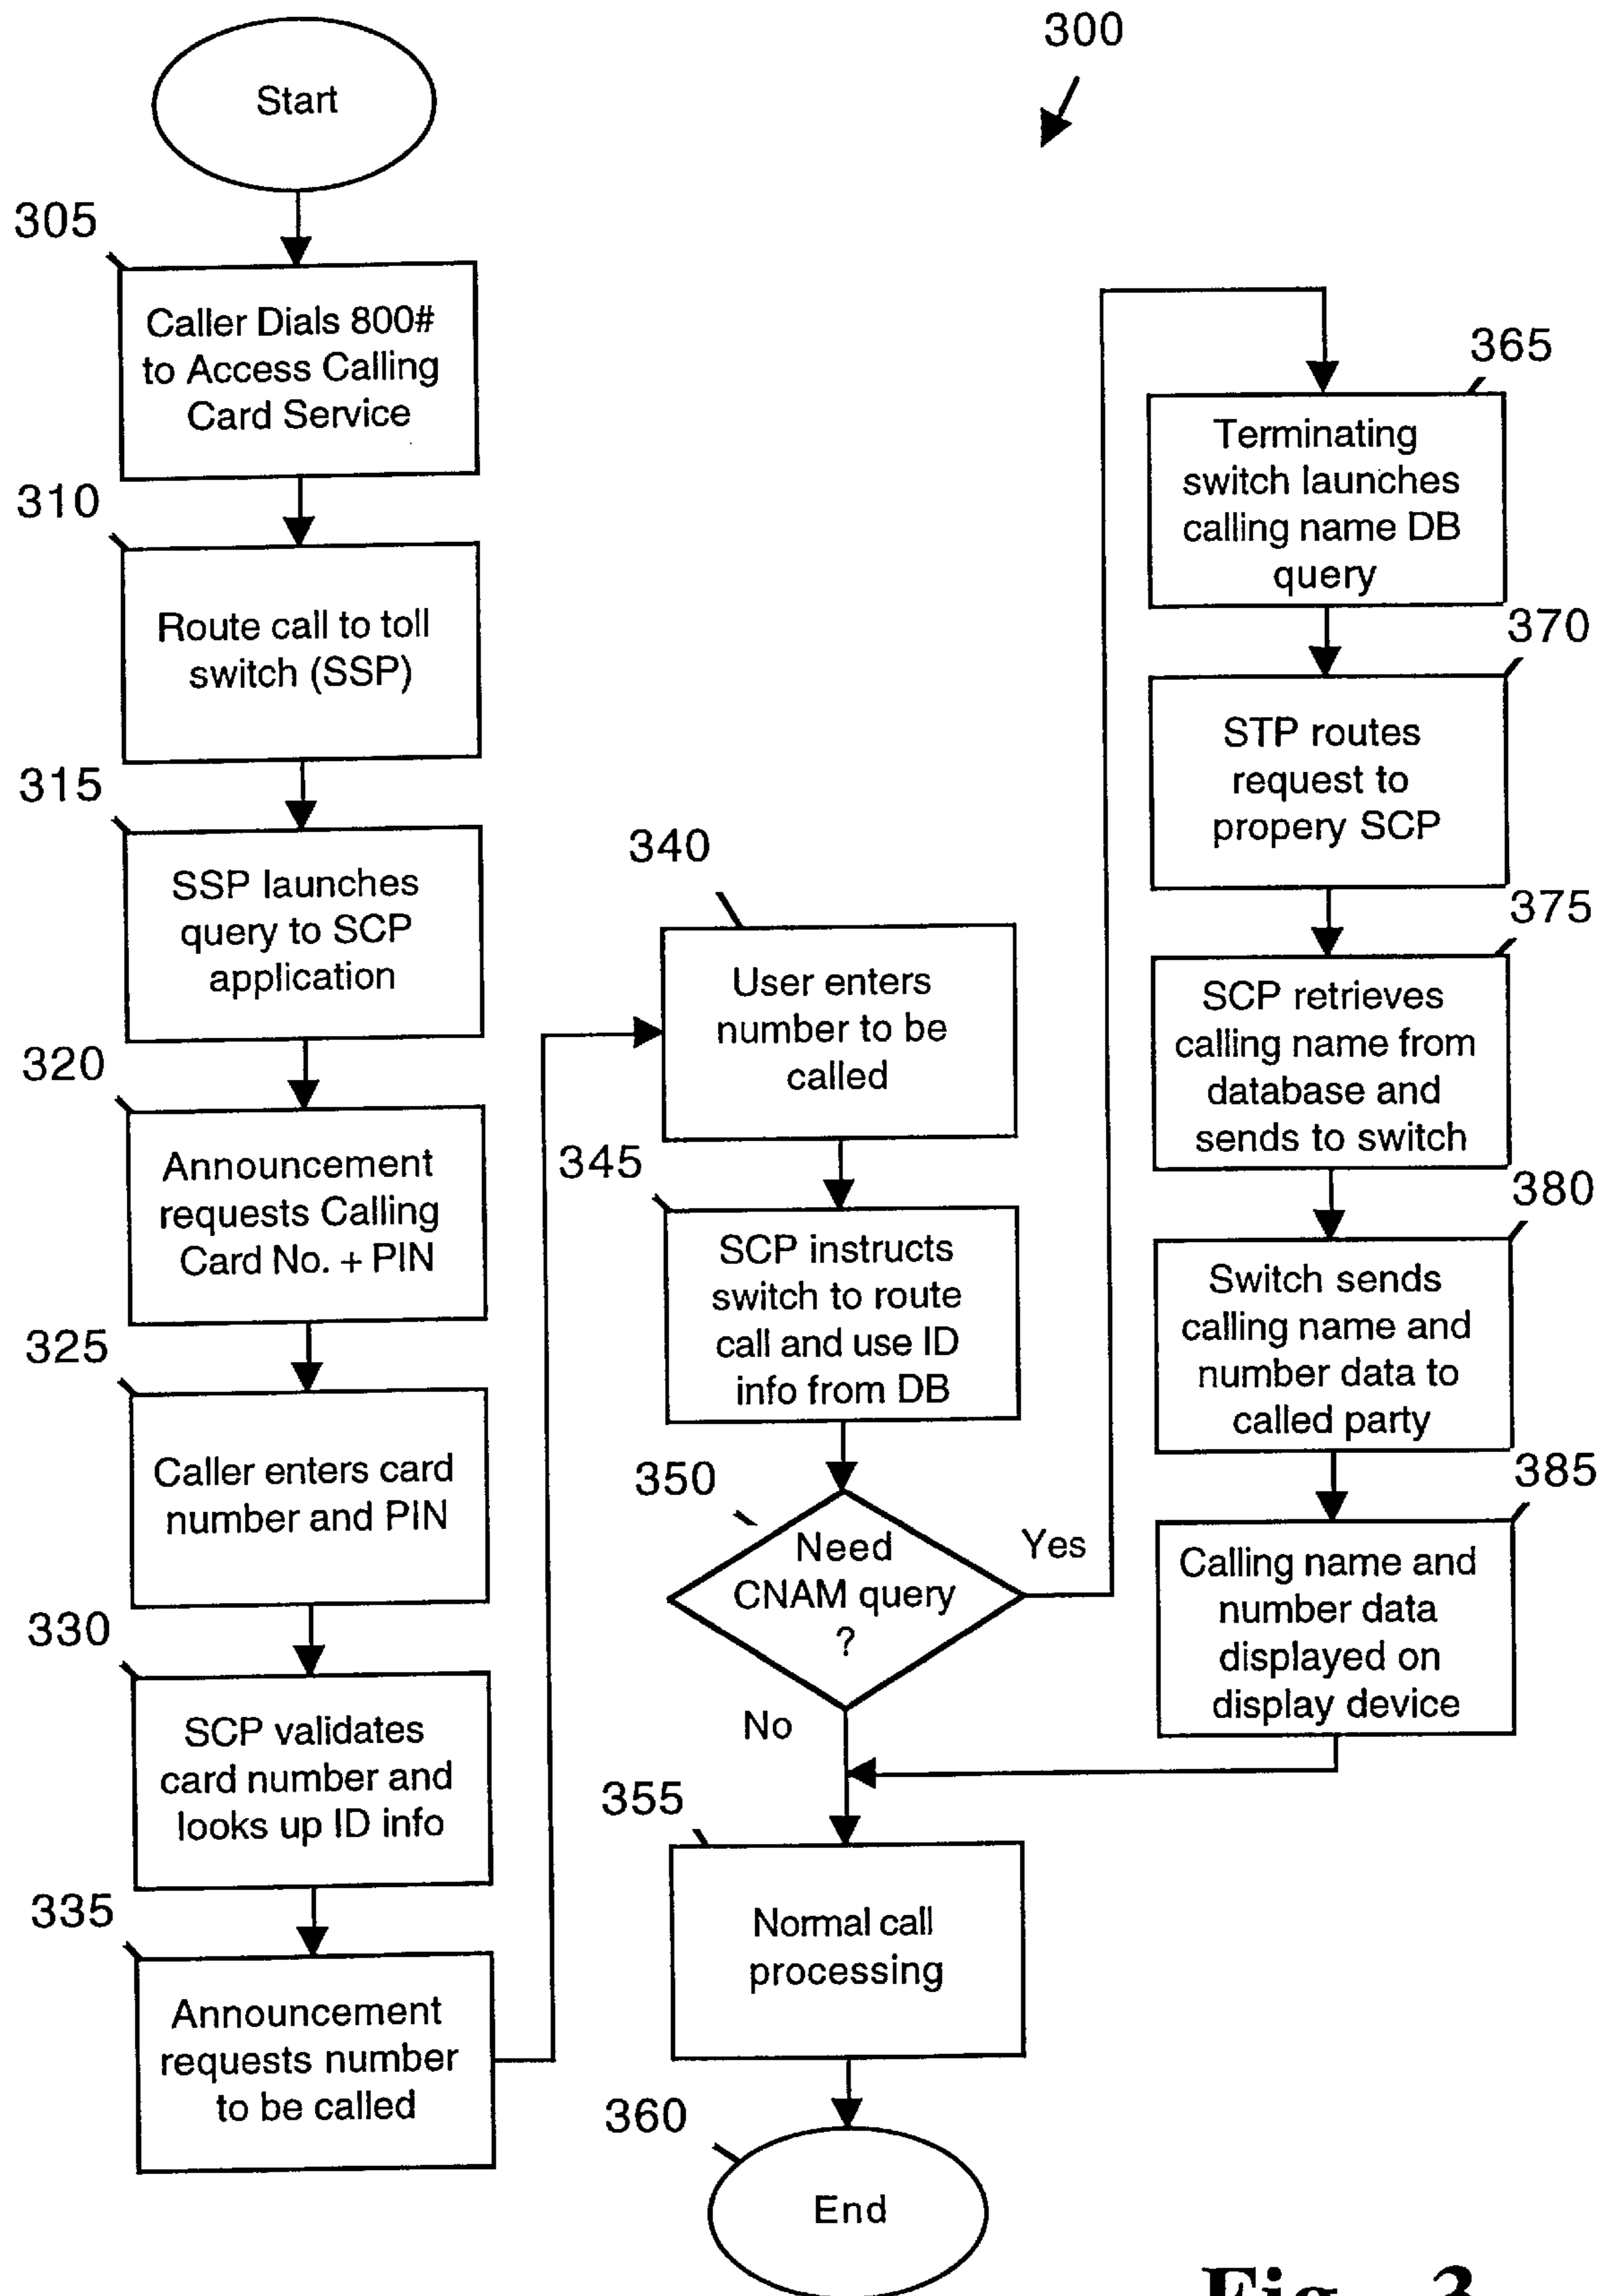 300
Start
305
Caller Dials 800#
to Access Calling
Card Service
310
Route call to toll
switch (SSP)
315
SSP launches
query to SCP
application
320
Announcement
requests Calling
Card No. + PIN
325
Caller enters card
number and PIN
330
SCP validates
card number and
looks up ID info
335
Announcement
requests number
to be called
340
User enters
number to be
called
345
SCP instructs
switch to route
call and use ID
info from DB
350
Need
CNAM query
?
Yes
No
355
Normal call
processing
360
End
365
Terminating
switch launches
calling name DB
query
370
STP routes
request to
propery SCP
375
SCP retrieves
calling name from
database and
sends to switch
380
Switch sends
calling name and
number data to
called party
385
Calling name and
number data
displayed on
display device
Fig. 3